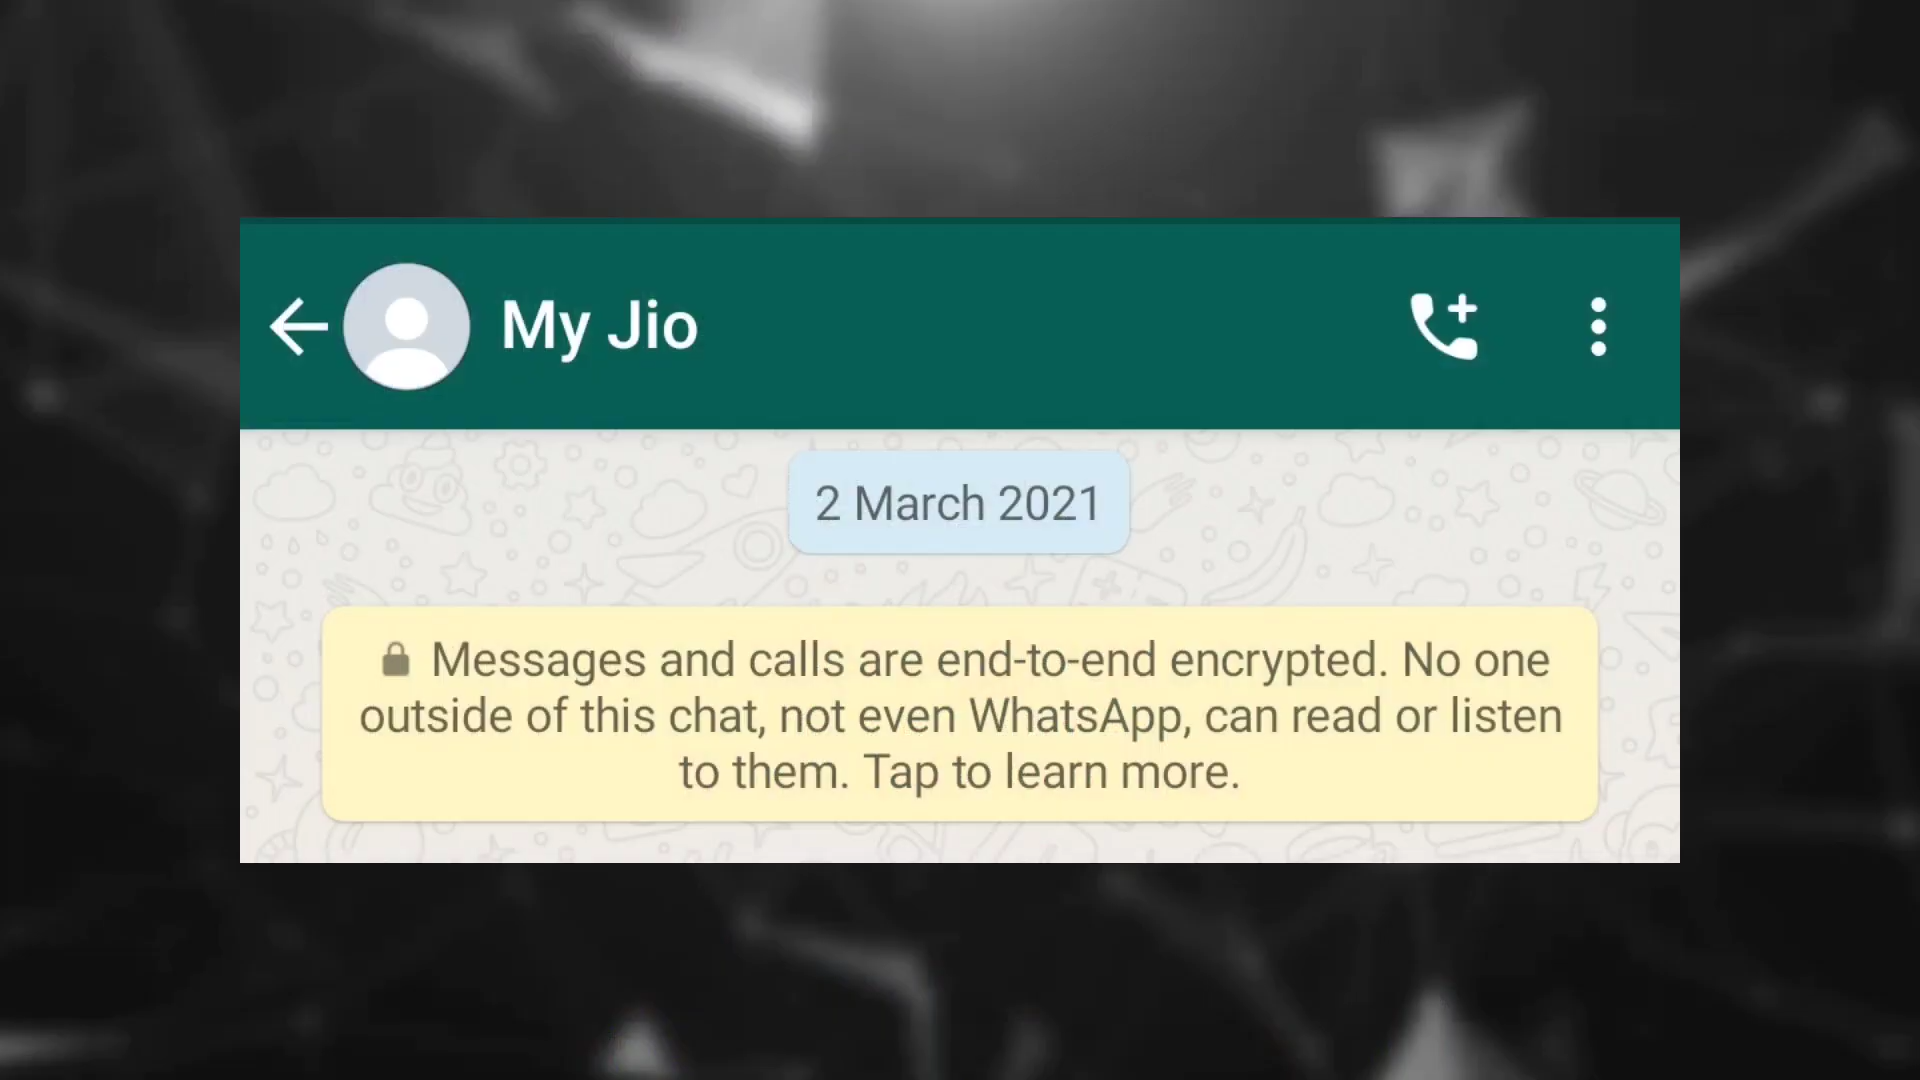 My Jio
2 March 2021
Messages and calls are end-to-end encrypted. No one
outside of this chat, not even WhatsApp, can read or listen
to them. Tap to learn more.